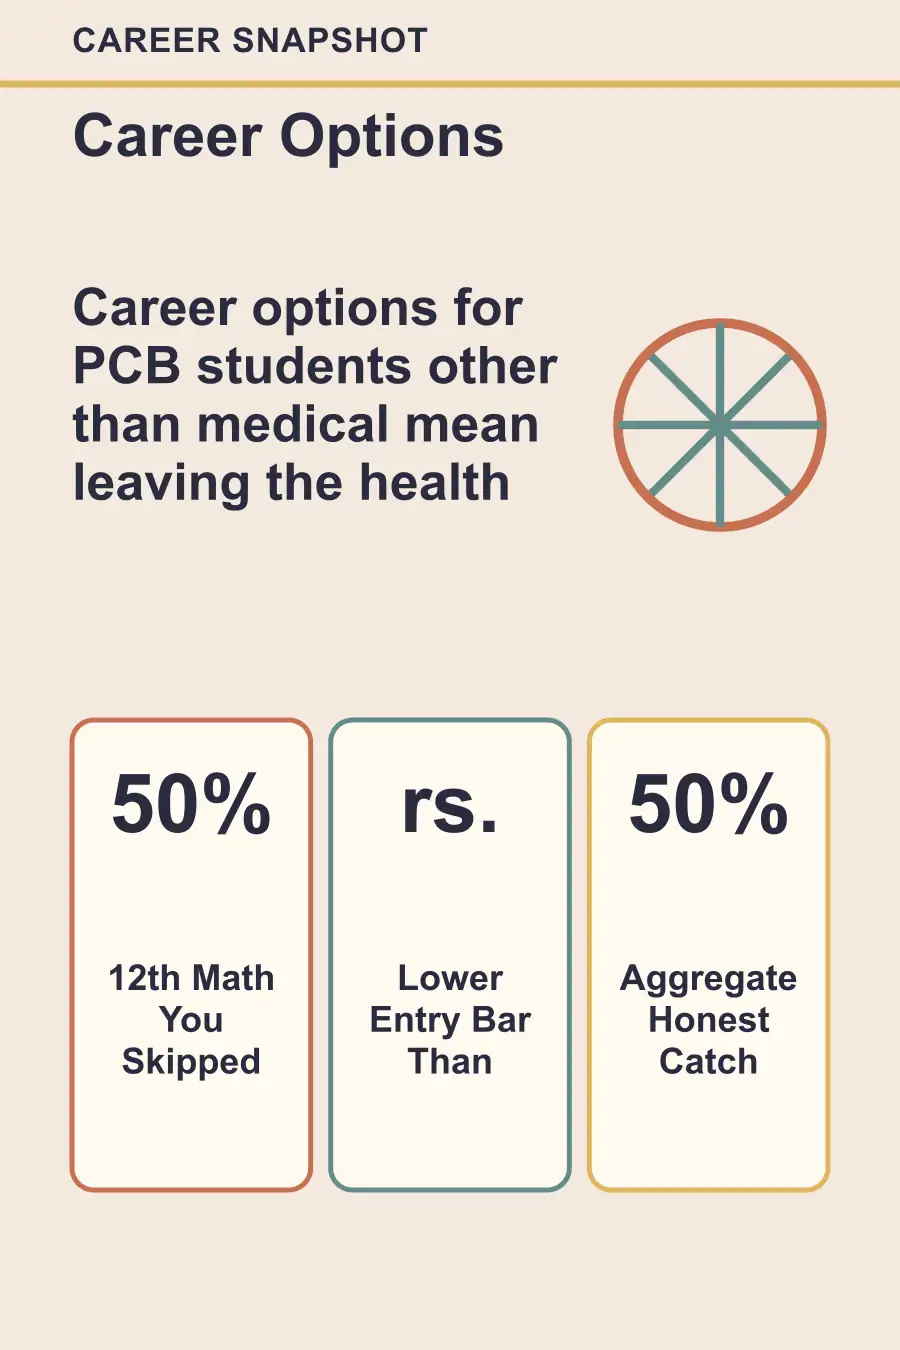 CAREER SNAPSHOT
Career Options
Career options for
PCB students other
than medical mean
leaving the health
50%
12th Math
You
Skipped
rs.
Lower
Entry Bar
Than
50%
Aggregate
Honest
Catch